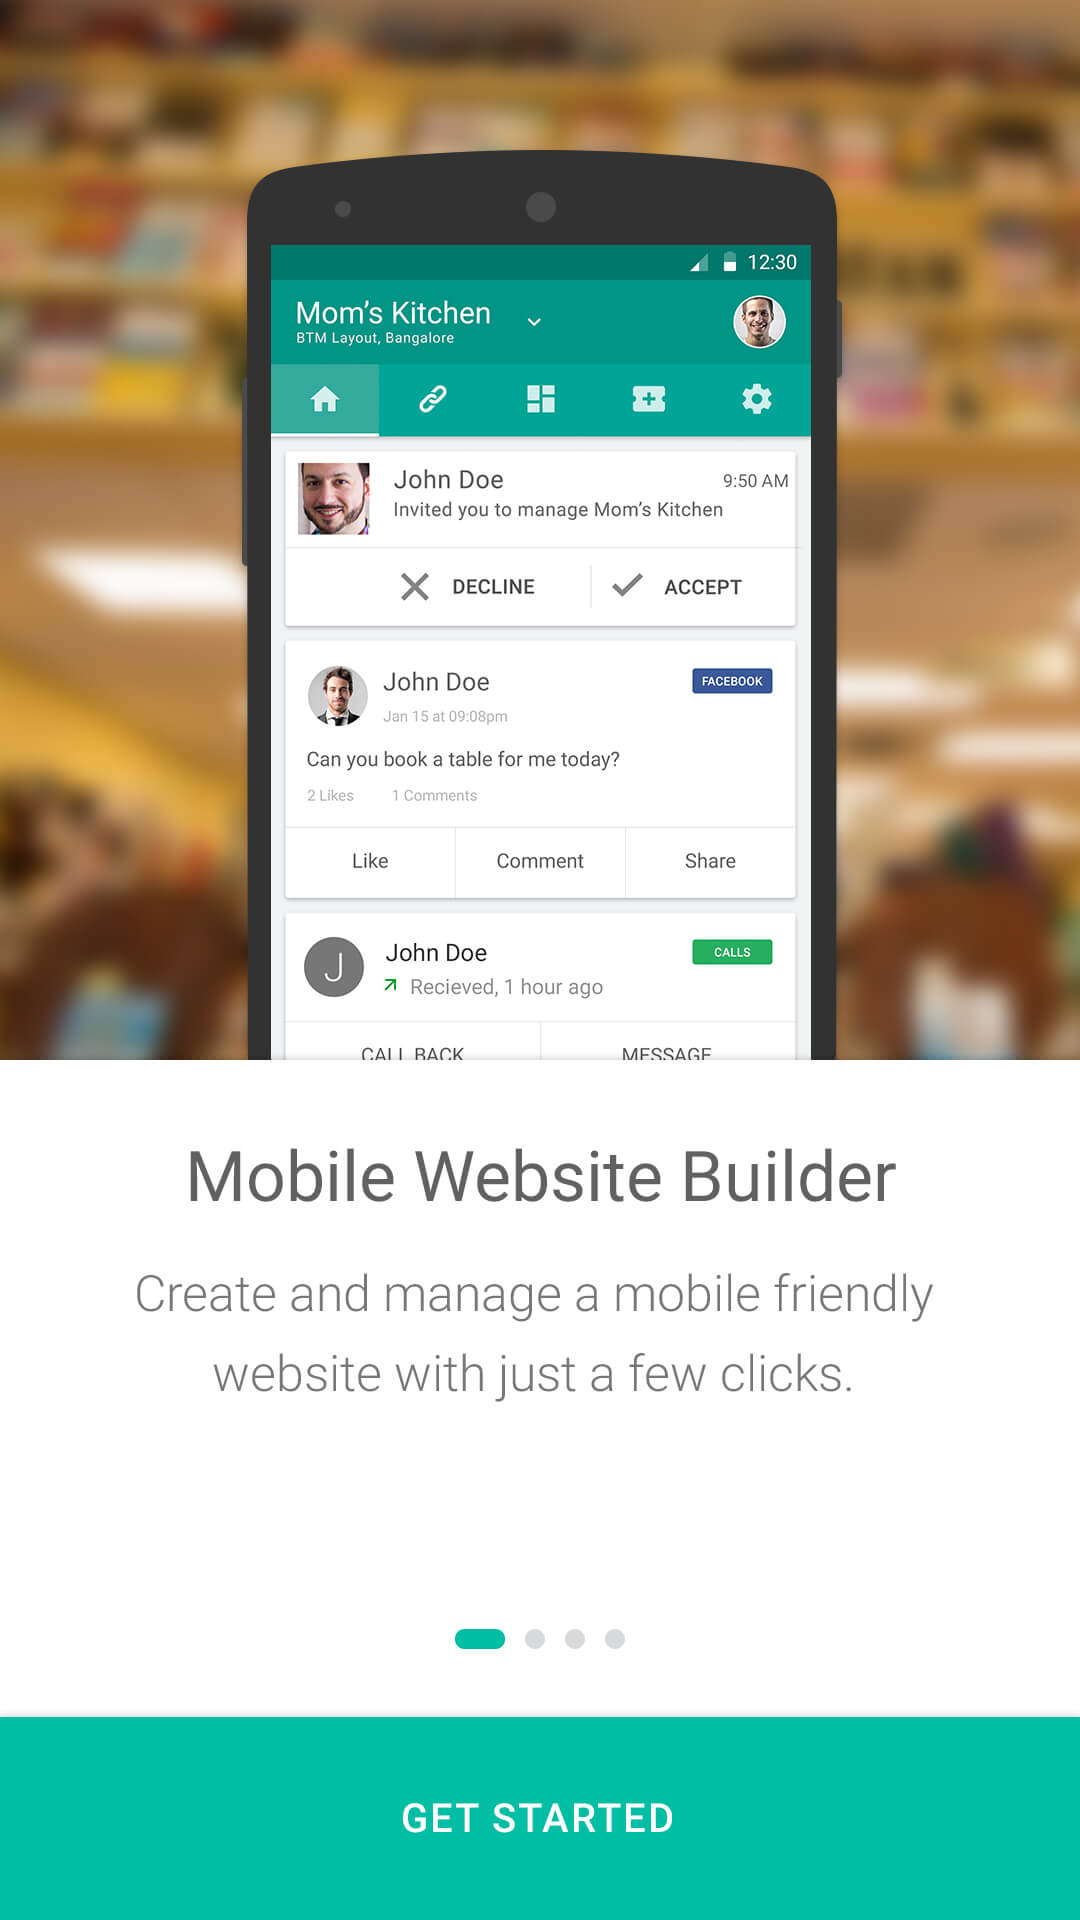 12:30
Mom's Kitchen
BTM Layout, Bangalore
John Doe
9:50 AM
Invited you to manage Mom's Kitchen
DECLINE
ACCEPT
John Doe
FACEBOOK
Jan 15 at 09:08pm
Can you book a table for me today?
2 Likes 1 Comments
Like Comment Share
J
John Doe
CALLS
Recieved, 1 hour ago
CALL BACK MESSAGE
Mobile Website Builder
Create and manage a mobile friendly
website with just a few clicks.
GET STARTED